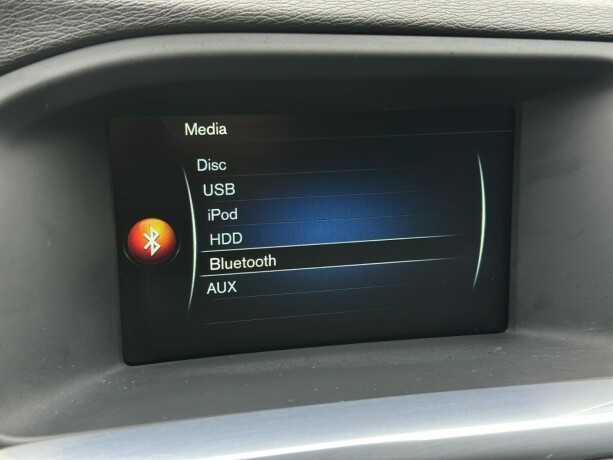 Media
Disc
USB
iPod
HDD
Bluetooth
AUX